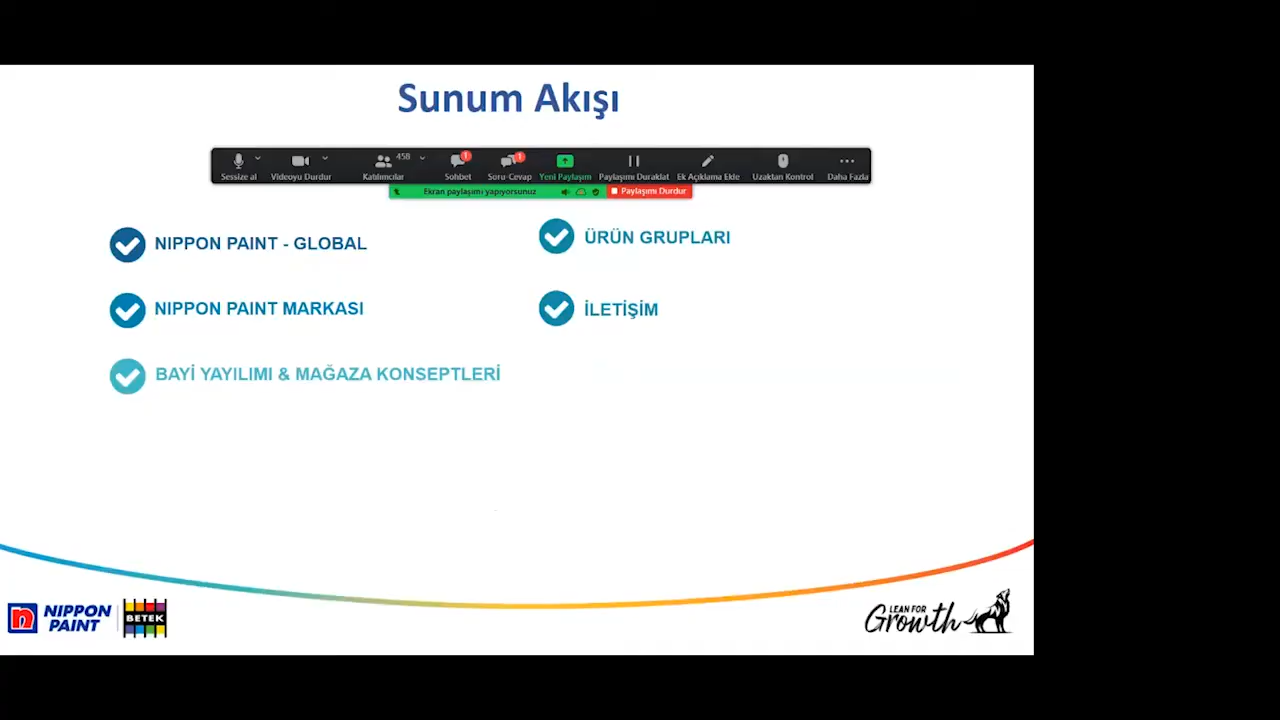 Sunum Akışı
458
1
1
Sessize al
Videoyu Durdur
Katılımcılar
Sohbet
Soru-Cevap
Yeni Paylaşım
Paylaşımı Duraklat
Ek Açıklama Ekle
Uzaktan Kontrol
Daha Fazla
Ekran paylaşımı yapıyorsunuz
Paylaşımı Durdur
NIPPON PAINT - GLOBAL
NIPPON PAINT MARKASI
BAYİ YAYILIMI & MAĞAZA KONSEPTLERİ
ÜRÜN GRUPLARI
İLETİŞİM
n
NIPPON
PAINT
BETEK
LEAN FOR
Growth